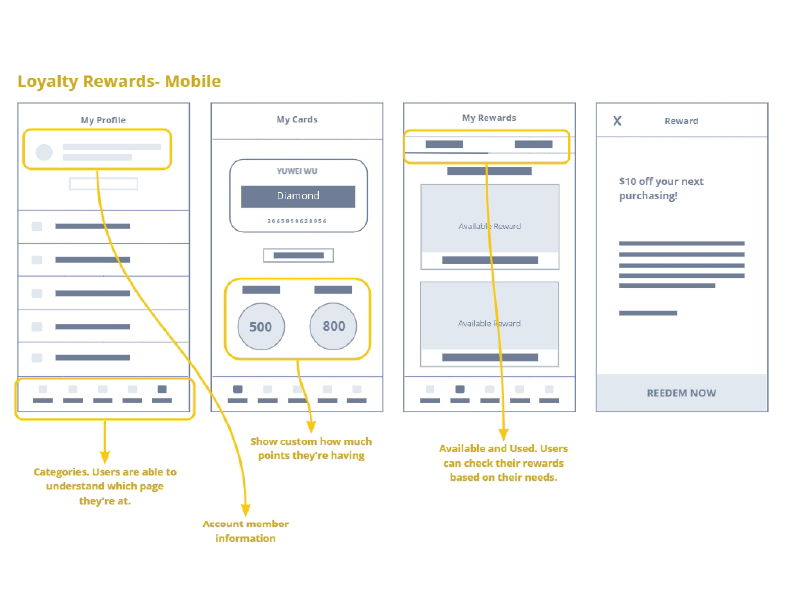 Loyalty Rewards- Mobile
My Profile
My Cards
YUWEI WU
Diamond
3665959628956
500
800
My Rewards
Available Reward
Available Reward
X
Reward
$10 off your next
purchasing!
REEDEM NOW
Categories. Users are able to
understand which page
they're at.
Account member
information
Show custom how much
points they're having
Available and Used. Users
can check their rewards
based on their needs.